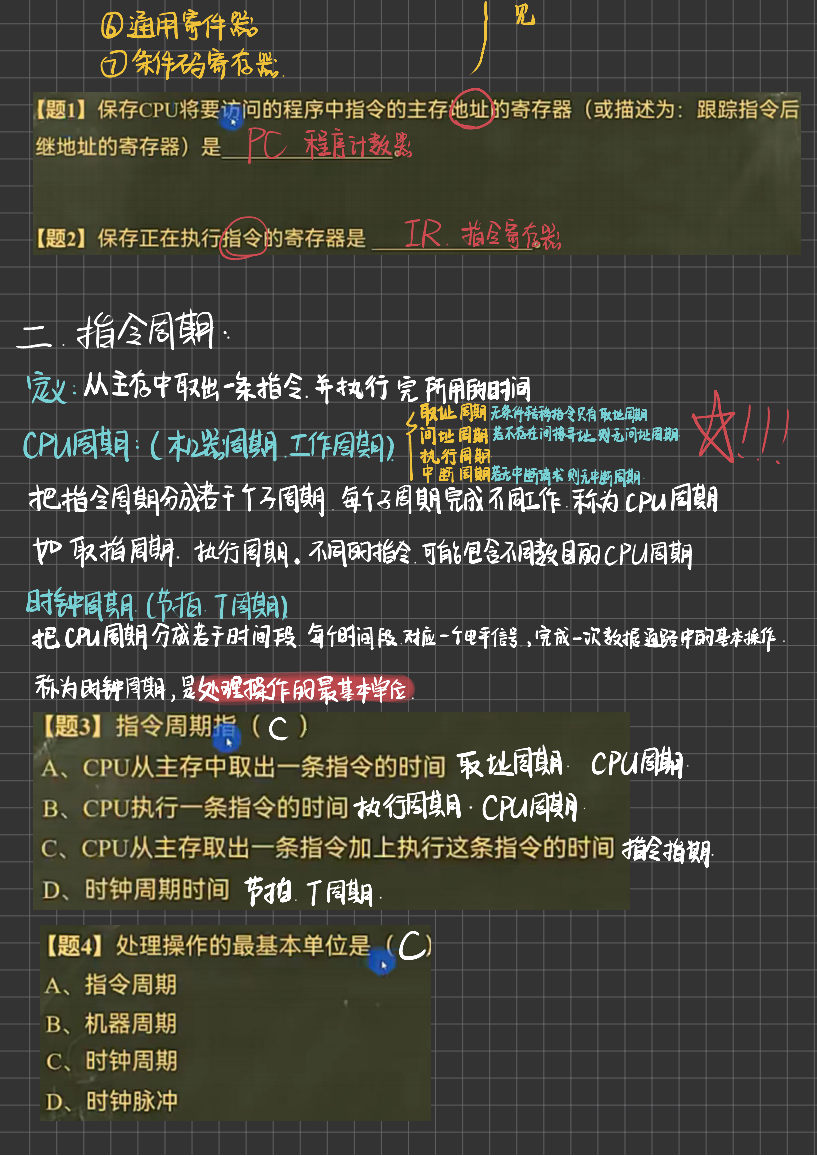 ⑥通用寄件器
⑦条件码寄存器
见
【题1】保存CPU将要访问的程序中指令的主存地址的寄存器（或描述为：跟踪指令后
继地址的寄存器）是 PC 程序计数器。
【题2】保存正在执行指令的寄存器是 IR. 指令寄存器。
二. 指令周期.
定义: 从主存中取出一条指令.并执行完所用的时间
CPU周期:(机器周期.工作周期)
取址周期 无条件转移指令只有取址周期
间址周期 若不存在间接寻址,则无间址周期
执行周期
中断周期 若无中断请求则无中断周期
☆!!!
把指令周期分成若干个子周期.每个子周期完成不同工作.称为CPU周期
如 取指周期. 执行周期。不同的指令.可能包含不同数目的CPU周期
时钟周期.(节拍.T周期)
把CPU周期分成若干时间段.每个时间段.对应一个电平信号,完成一次数据通路中的基本操作.
称为时钟周期,是处理操作的最基本单位.
【题3】指令周期指（ C ）
A、CPU从主存中取出一条指令的时间 取址周期. CPU周期.
B、CPU执行一条指令的时间 执行周期.CPU周期.
C、CPU从主存取出一条指令加上执行这条指令的时间 指令指期.
D、时钟周期时间 节拍.T周期.
【题4】处理操作的最基本单位是（C）
A、指令周期
B、机器周期
C、时钟周期
D、时钟脉冲